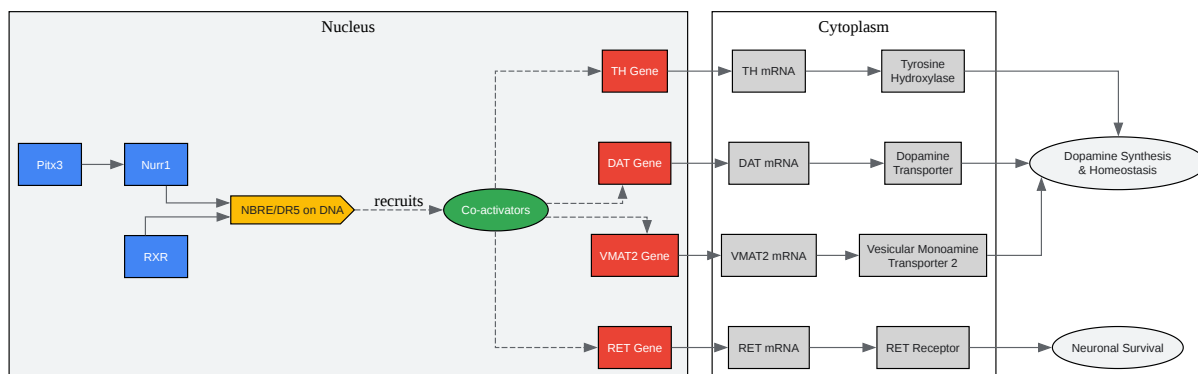 Nucleus
Cytoplasm
TH Gene
TH mRNA
Tyrosine
Hydroxylase
Pitx3
Nurr1
DAT Gene
DAT mRNA
Dopamine
Transporter
Dopamine Synthesis
& Homeostasis
NBRE/DR5 on DNA
recruits
Co-activators
RXR
VMAT2 Gene
VMAT2 mRNA
Vesicular Monoamine
Transporter 2
RET Gene
RET mRNA
RET Receptor
Neuronal Survival